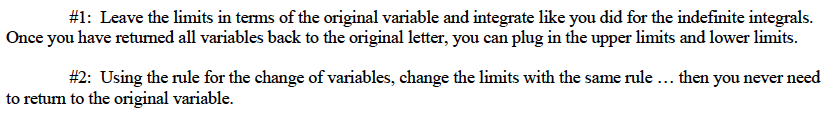 #1: Leave the limits in terms of the original variable and integrate like you did for the indefinite integrals.
Once you have returned all variables back to the original letter, you can plug in the upper limits and lower limits.
#2: Using the rule for the change of variables, change the limits with the same rule … then you never need
to return to the original variable.